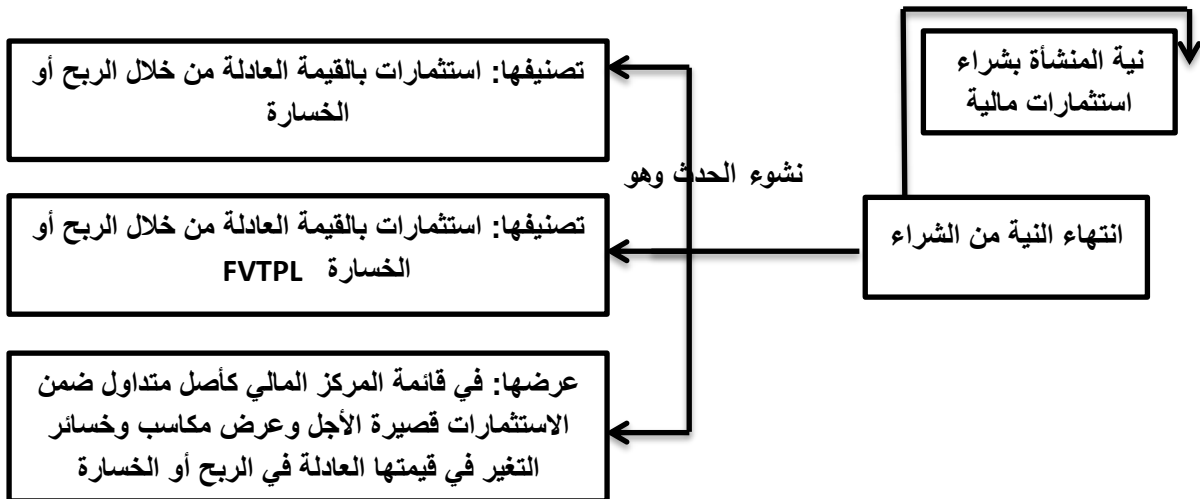 نية المنشأة بشراء
استثمارات مالية
انتهاء النية من الشراء
نشوء الحدث وهو
تصنيفها: استثمارات بالقيمة العادلة من خلال الربح أو
الخسارة
تصنيفها: استثمارات بالقيمة العادلة من خلال الربح أو
الخسارة FVTPL
عرضها: في قائمة المركز المالي كأصل متداول ضمن
الاستثمارات قصيرة الأجل وعرض مكاسب وخسائر
التغير في قيمتها العادلة في الربح أو الخسارة